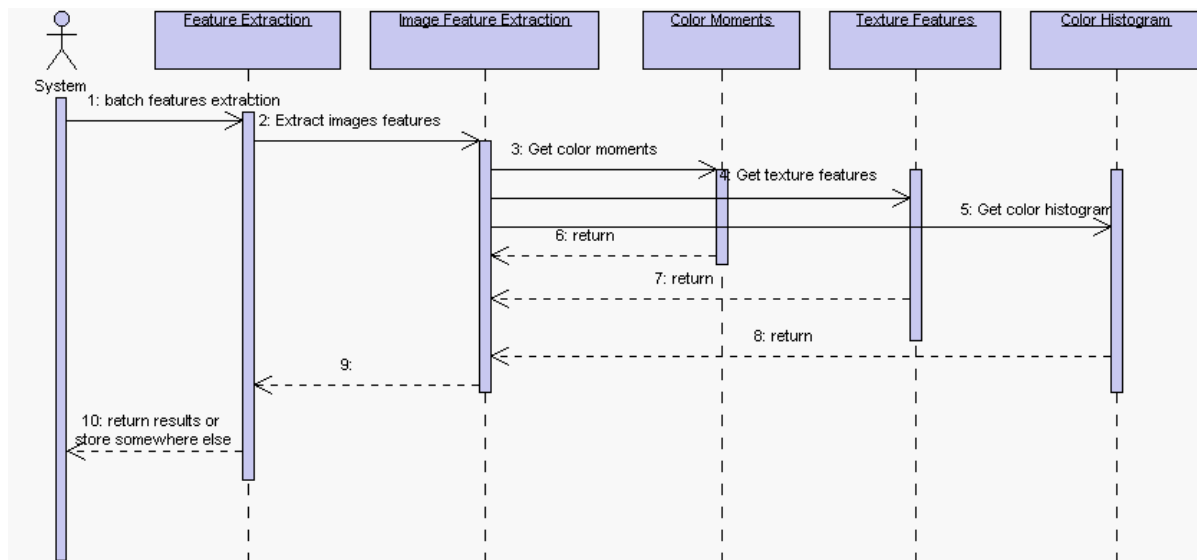 Feature Extraction
Image Feature Extraction
Color Moments
Texture Features
Color Histogram
System
1: batch features extraction
2: Extract images features
3: Get color moments
4: Get texture features
5: Get color histogram
6: return
7: return
8: return
9:
10: return results or
store somewhere else